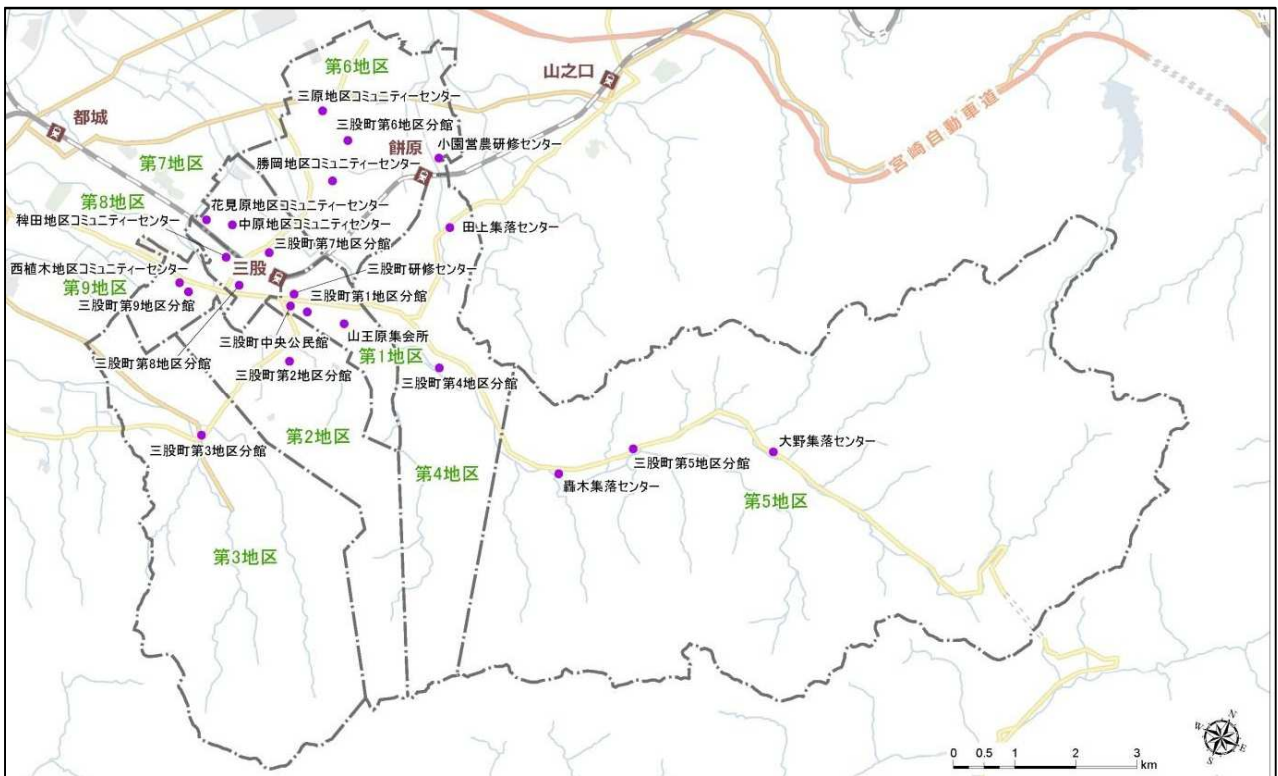 第6地区
山之口
三原地区コミュニティーセンター
都城
三股町第6地区分館
小園営農研修センター
餅原
宮崎自動車道
第7地区
勝岡地区コミュニティーセンター
第8地区
花見原地区コミュニティーセンター
稗田地区コミュニティーセンター
中原地区コミュニティセンター
田上集落センター
三股町第7地区分館
西植木地区コミュニティーセンター
三股
三股町研修センター
第9地区
三股町第9地区分館
三股町第1地区分館
三股町中央公民館
山王原集会所
三股町第8地区分館
第1地区
三股町第2地区分館
三股町第4地区分館
第2地区
三股町第3地区分館
大野集落センター
三股町第5地区分館
第4地区
轟木集落センター
第5地区
第3地区
N
W
E
S
0 0.5 1 2 3
km